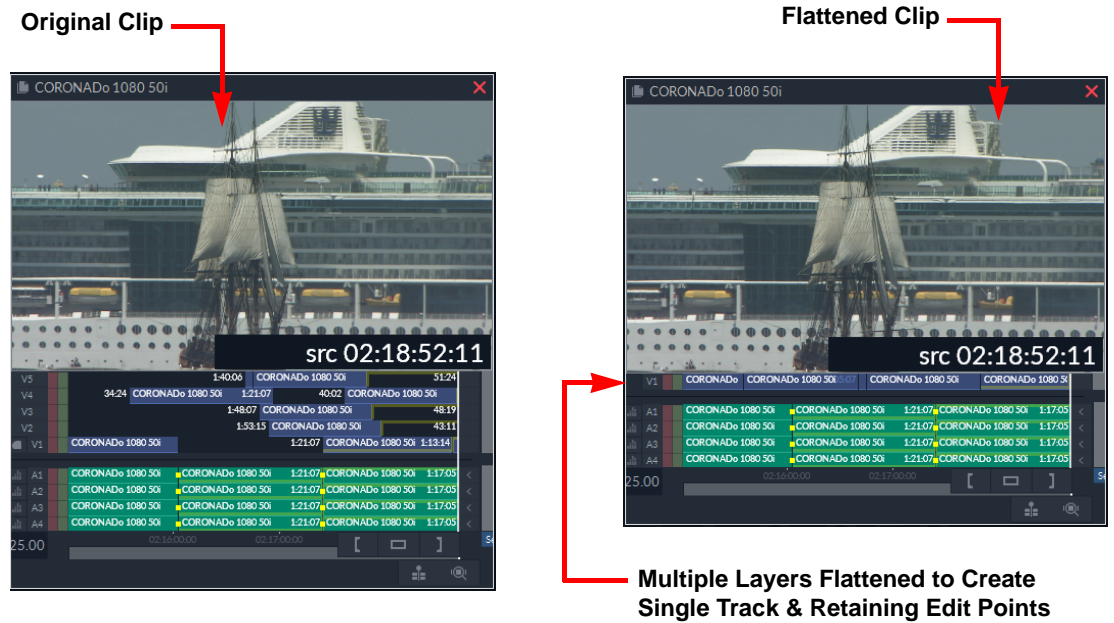 Original Clip
Flattened Clip
CORONADo 1080 50i
src 02:18:52:11
V5 1:40:06 CORONADo 1080 50i 51:24
V4 34:24 CORONADo 1080 50i 1:21:07 40:02 CORONADo 1080 50i
V3 1:48:07 CORONADo 1080 50i 48:19
V2 1:53:15 CORONADo 1080 50i 43:11
V1 CORONADo 1080 50i 1:21:07 CORONADo 1080 50i 1:13:14
A1 CORONADo 1080 50i CORONADo 1080 50i 1:21:07 CORONADo 1080 50i 1:17:05
A2 CORONADo 1080 50i CORONADo 1080 50i 1:21:07 CORONADo 1080 50i 1:17:05
A3 CORONADo 1080 50i CORONADo 1080 50i 1:21:07 CORONADo 1080 50i 1:17:05
A4 CORONADo 1080 50i CORONADo 1080 50i 1:21:07 CORONADo 1080 50i 1:17:05
25.00 02:16:00:00 02:17:00:00 [ ] Se
CORONADo 1080 50i
src 02:18:52:11
V1 CORONADo CORONADo 1080 50i CORONADo 1080 50i CORONADo 1080 50
A1 CORONADo 1080 50i CORONADo 1080 50i 1:21:07 CORONADo 1080 50i 1:17:05
A2 CORONADo 1080 50i CORONADo 1080 50i 1:21:07 CORONADo 1080 50i 1:17:05
A3 CORONADo 1080 50i CORONADo 1080 50i 1:21:07 CORONADo 1080 50i 1:17:05
A4 CORONADo 1080 50i CORONADo 1080 50i 1:21:07 CORONADo 1080 50i 1:17:05
25.00 02:16:00:00 02:17:00:00 [ ] Se
Multiple Layers Flattened to Create
Single Track & Retaining Edit Points